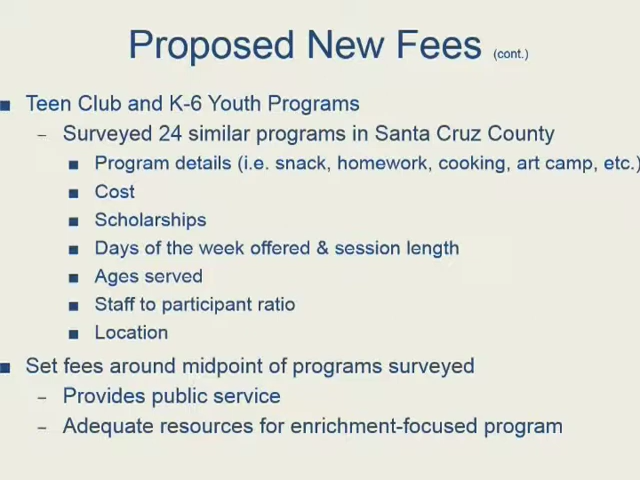 Proposed New Fees (cont.)
■ Teen Club and K-6 Youth Programs
– Surveyed 24 similar programs in Santa Cruz County
■ Program details (i.e. snack, homework, cooking, art camp, etc.)
■ Cost
■ Scholarships
■ Days of the week offered & session length
■ Ages served
■ Staff to participant ratio
■ Location
■ Set fees around midpoint of programs surveyed
– Provides public service
– Adequate resources for enrichment-focused program